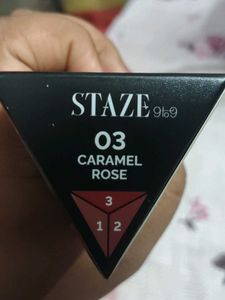 STAZE 9to9
03
CARAMEL
ROSE
3
1 2